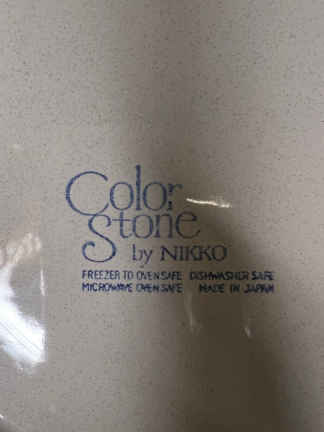 Color
Stone
by NIKKO
FREEZER TO OVEN SAFE DISHWASHER SAFE
MICROWAVE OVEN SAFE MADE IN JAPAN